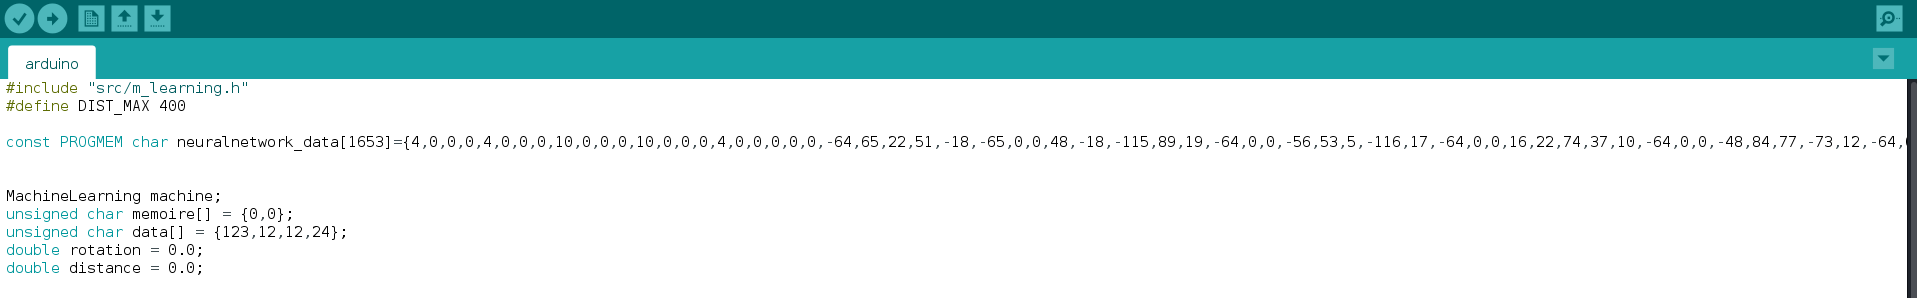 arduino
#include "src/m_learning.h"
#define DIST_MAX 400
const PROGMEM char neuralnetwork_data[1653]={4,0,0,0,4,0,0,0,10,0,0,0,10,0,0,0,4,0,0,0,0,0,-64,65,22,51,-18,-65,0,0,48,-18,-115,89,19,-64,0,0,-56,53,5,-116,17,-64,0,0,16,22,74,37,10,-64,0,0,-48,84,77,-73,12,-64,
MachineLearning machine;
unsigned char memoire[] = {0,0};
unsigned char data[] = {123,12,12,24};
double rotation = 0.0;
double distance = 0.0;